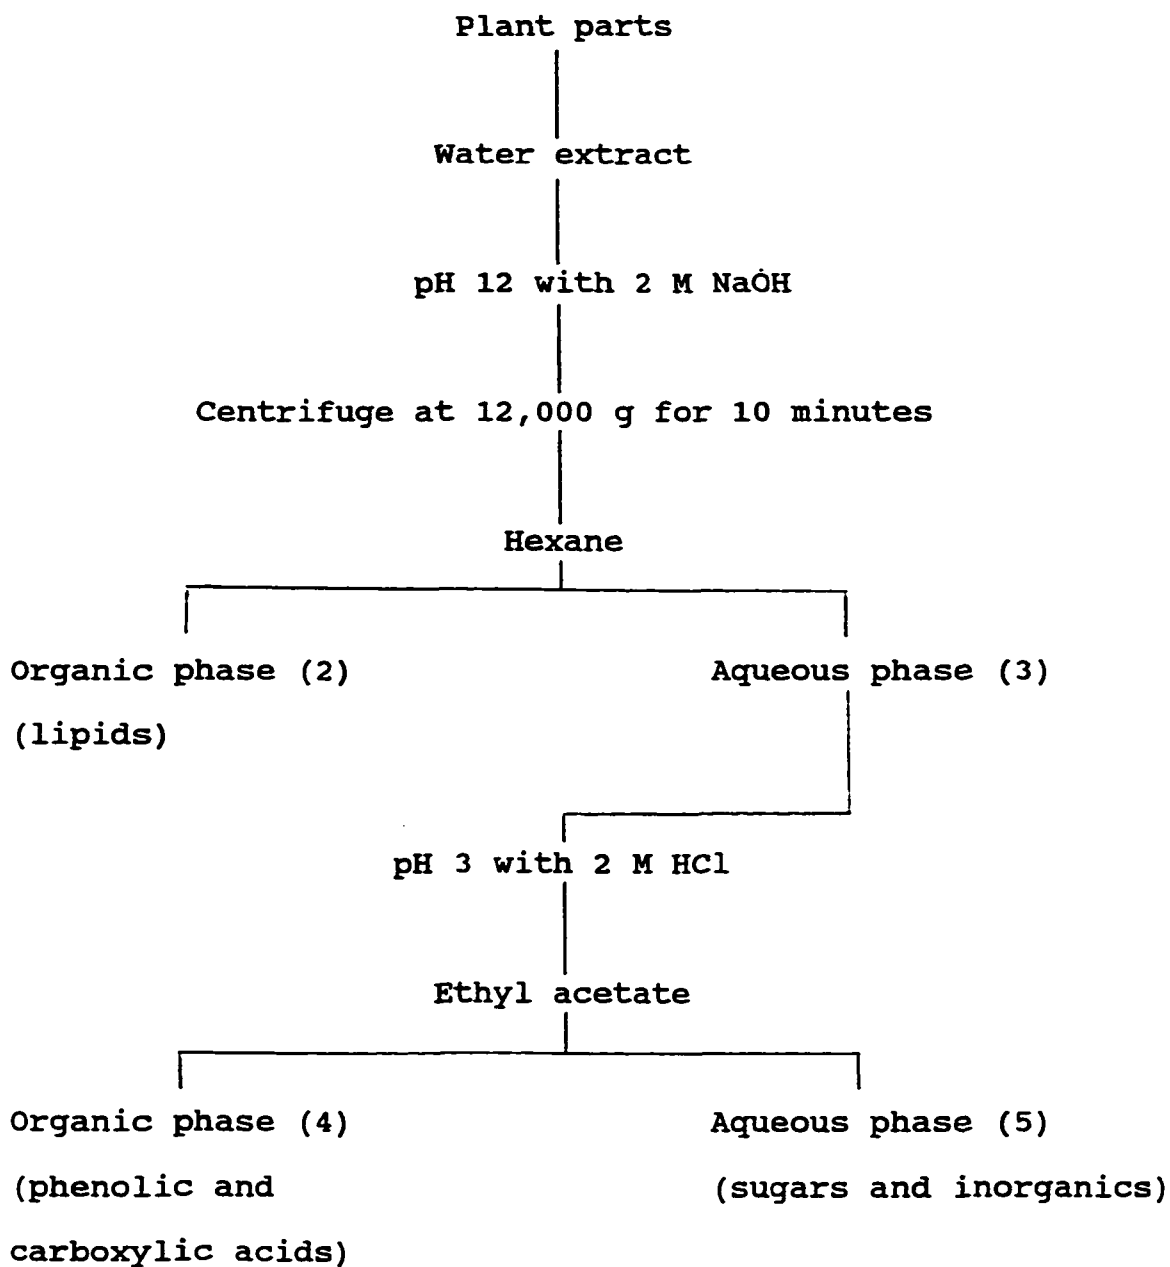 Plant parts
Water extract
pH 12 with 2 M NaOH
Centrifuge at 12,000 g for 10 minutes
Hexane
Organic phase (2)
(lipids)
Aqueous phase (3)
pH 3 with 2 M HCl
Ethyl acetate
Organic phase (4)
(phenolic and
carboxylic acids)
Aqueous phase (5)
(sugars and inorganics)